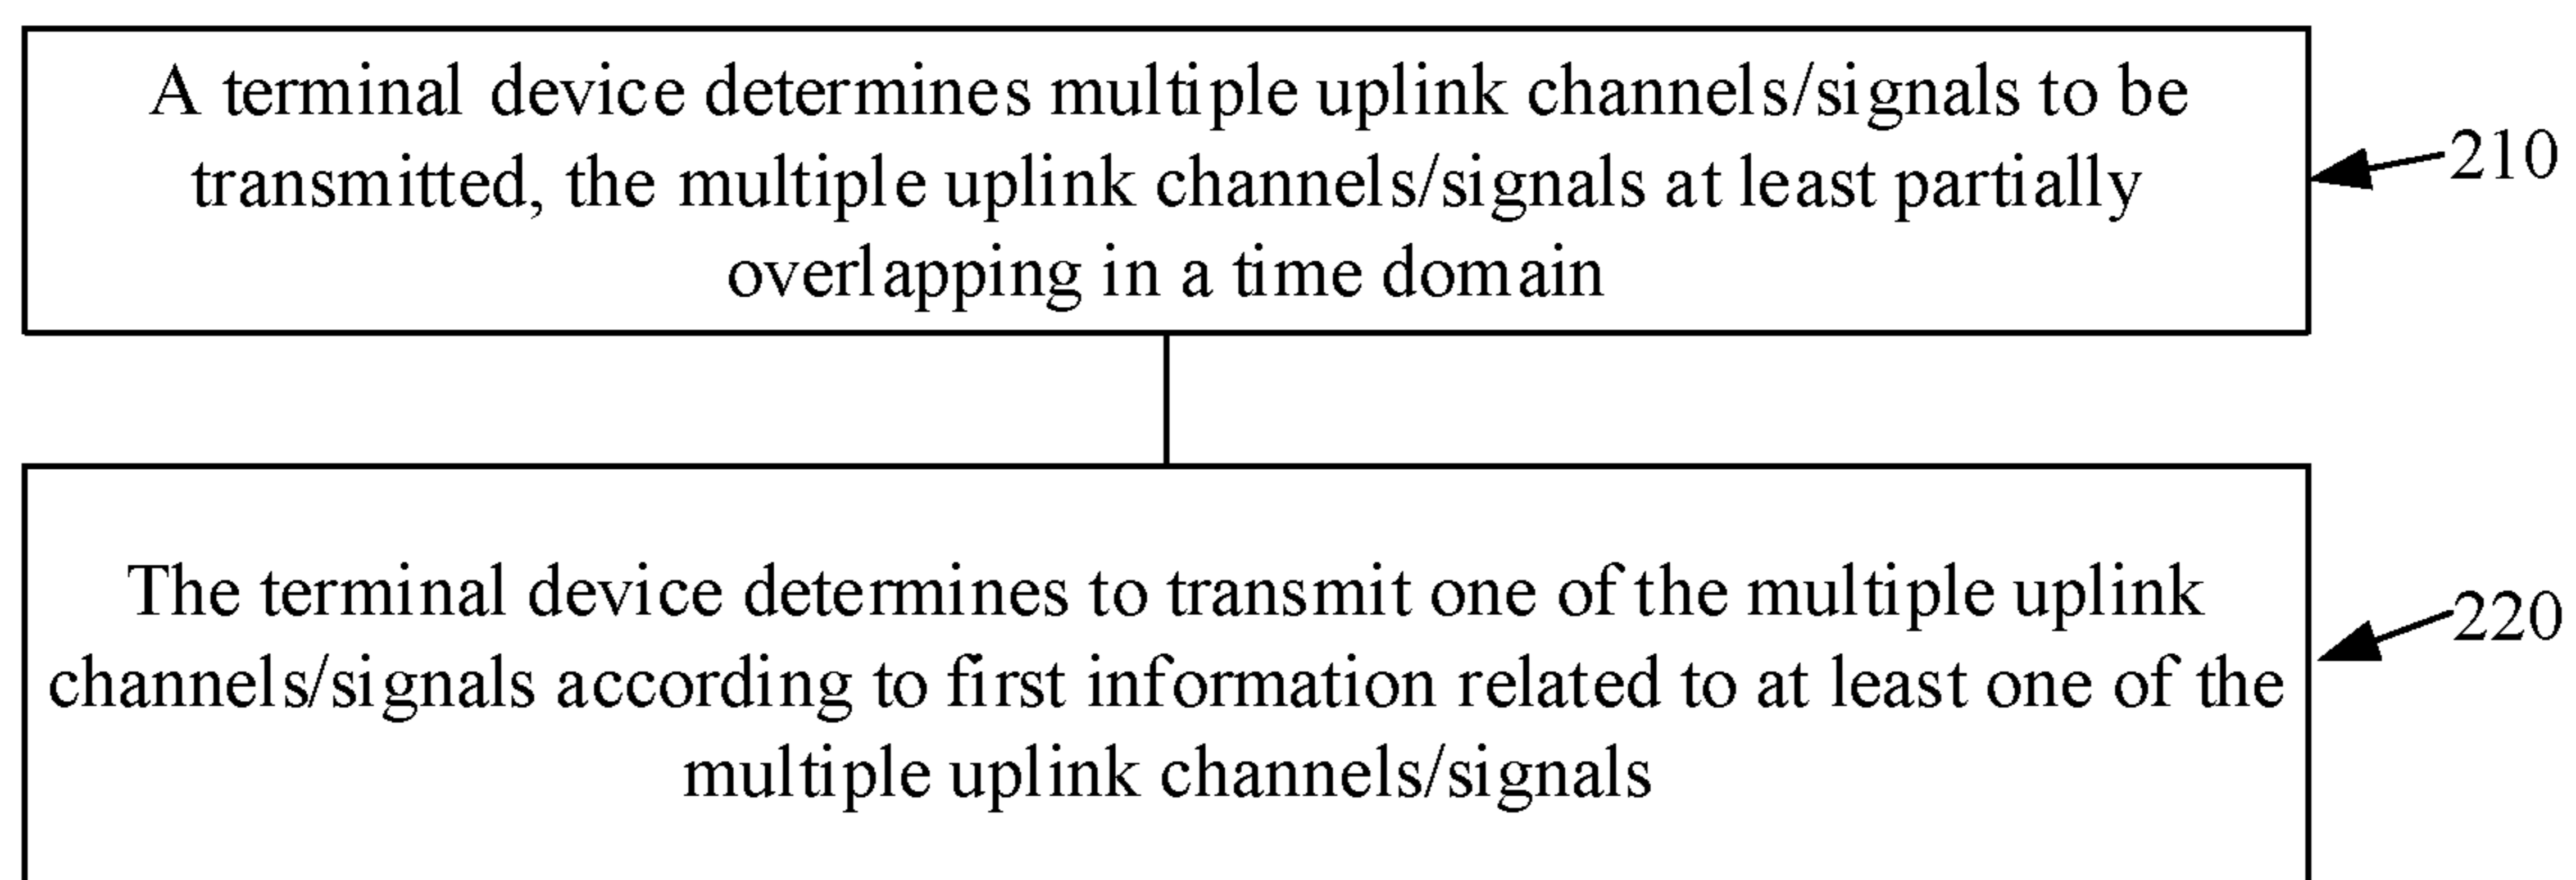 A terminal device determines multiple uplink channels/signals to be
transmitted, the multiple uplink channels/signals at least partially
overlapping in a time domain
210
The terminal device determines to transmit one of the multiple uplink
channels/signals according to first information related to at least one of the
multiple uplink channels/signals
220